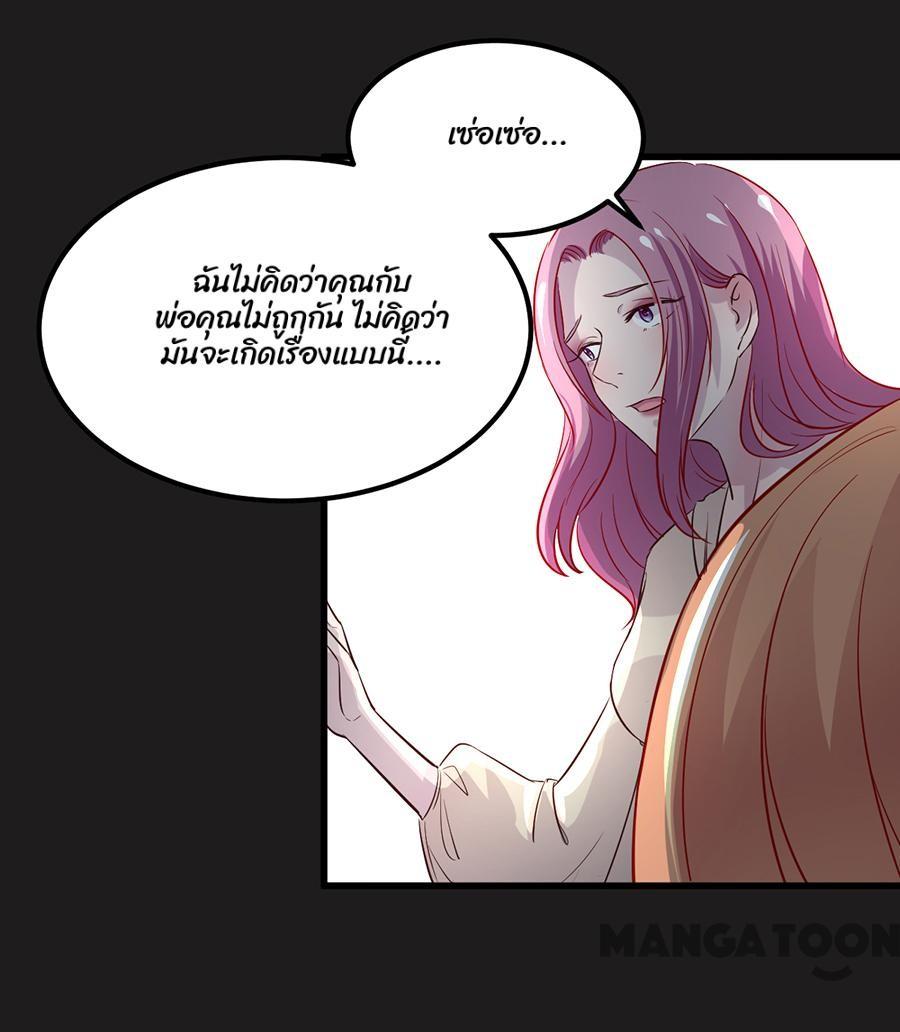 เซ่อเซ่อ...
ฉันไม่คิดว่าคุณกับ
พ่อคุณไม่ถูกกัน ไม่คิดว่า
มันจะเกิดเรื่องแบบนี้....
MANGATOON